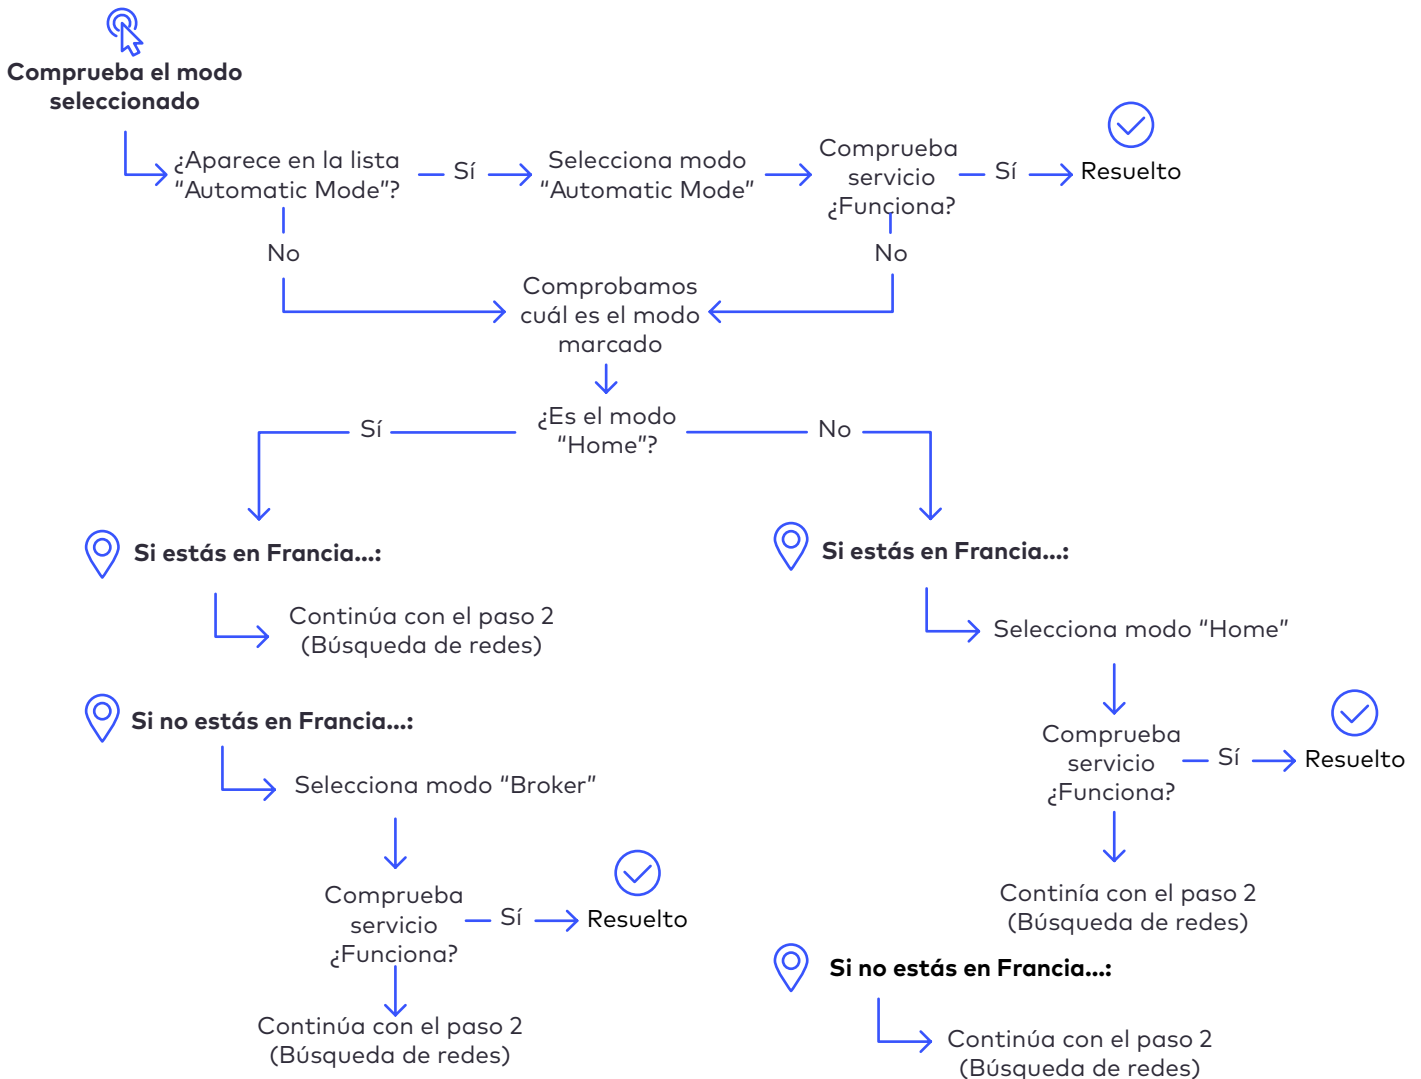 Comprueba el modo
seleccionado
¿Aparece en la lista
“Automatic Mode”?
Sí
Selecciona modo
“Automatic Mode”
Comprueba
servicio
¿Funciona?
Sí
Resuelto
No
No
Comprobamos
cuál es el modo
marcado
¿Es el modo
“Home”?
Sí
No
Si estás en Francia...:
Continúa con el paso 2
(Búsqueda de redes)
Si no estás en Francia...:
Selecciona modo “Broker”
Comprueba
servicio
¿Funciona?
Sí
Resuelto
Continúa con el paso 2
(Búsqueda de redes)
Si estás en Francia...:
Selecciona modo “Home”
Comprueba
servicio
¿Funciona?
Sí
Resuelto
Continía con el paso 2
(Búsqueda de redes)
Si no estás en Francia...:
Continúa con el paso 2
(Búsqueda de redes)